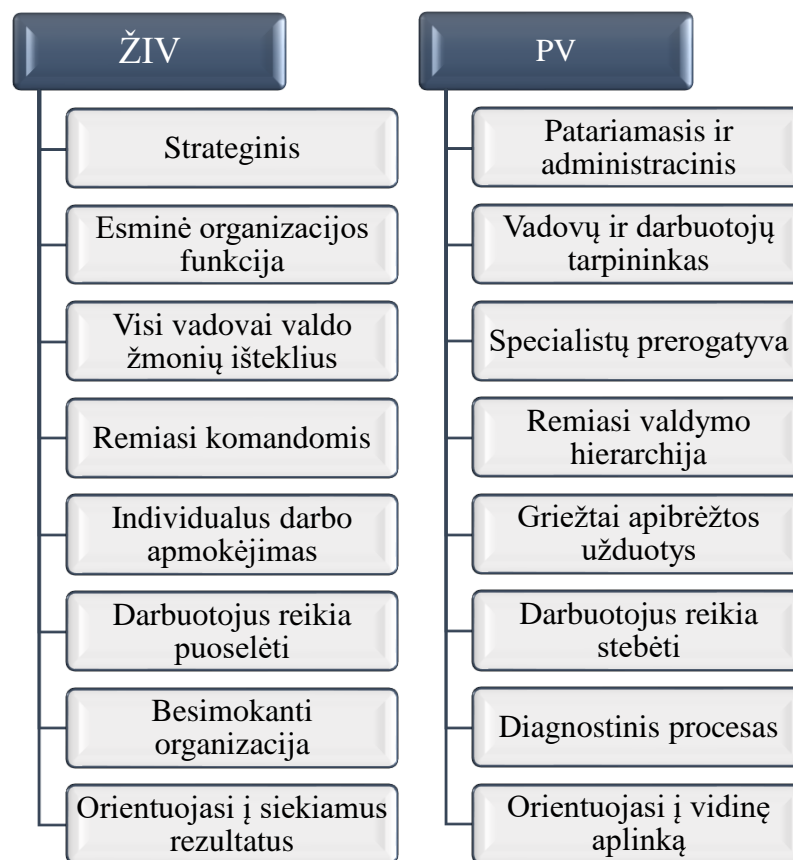 ŽIV
Strateginis
Esminė organizacijos
funkcija
Visi vadovai valdo
žmonių išteklius
Remiasi komandomis
Individualus darbo
apmokėjimas
Darbuotojus reikia
puoselėti
Besimokanti
organizacija
Orientuojasi į siekiamus
rezultatus
PV
Patariamasis ir
administracinis
Vadovų ir darbuotojų
tarpininkas
Specialistų prerogatyva
Remiasi valdymo
hierarchija
Griežtai apibrėžtos
užduotys
Darbuotojus reikia
stebėti
Diagnostinis procesas
Orientuojasi į vidinę
aplinką